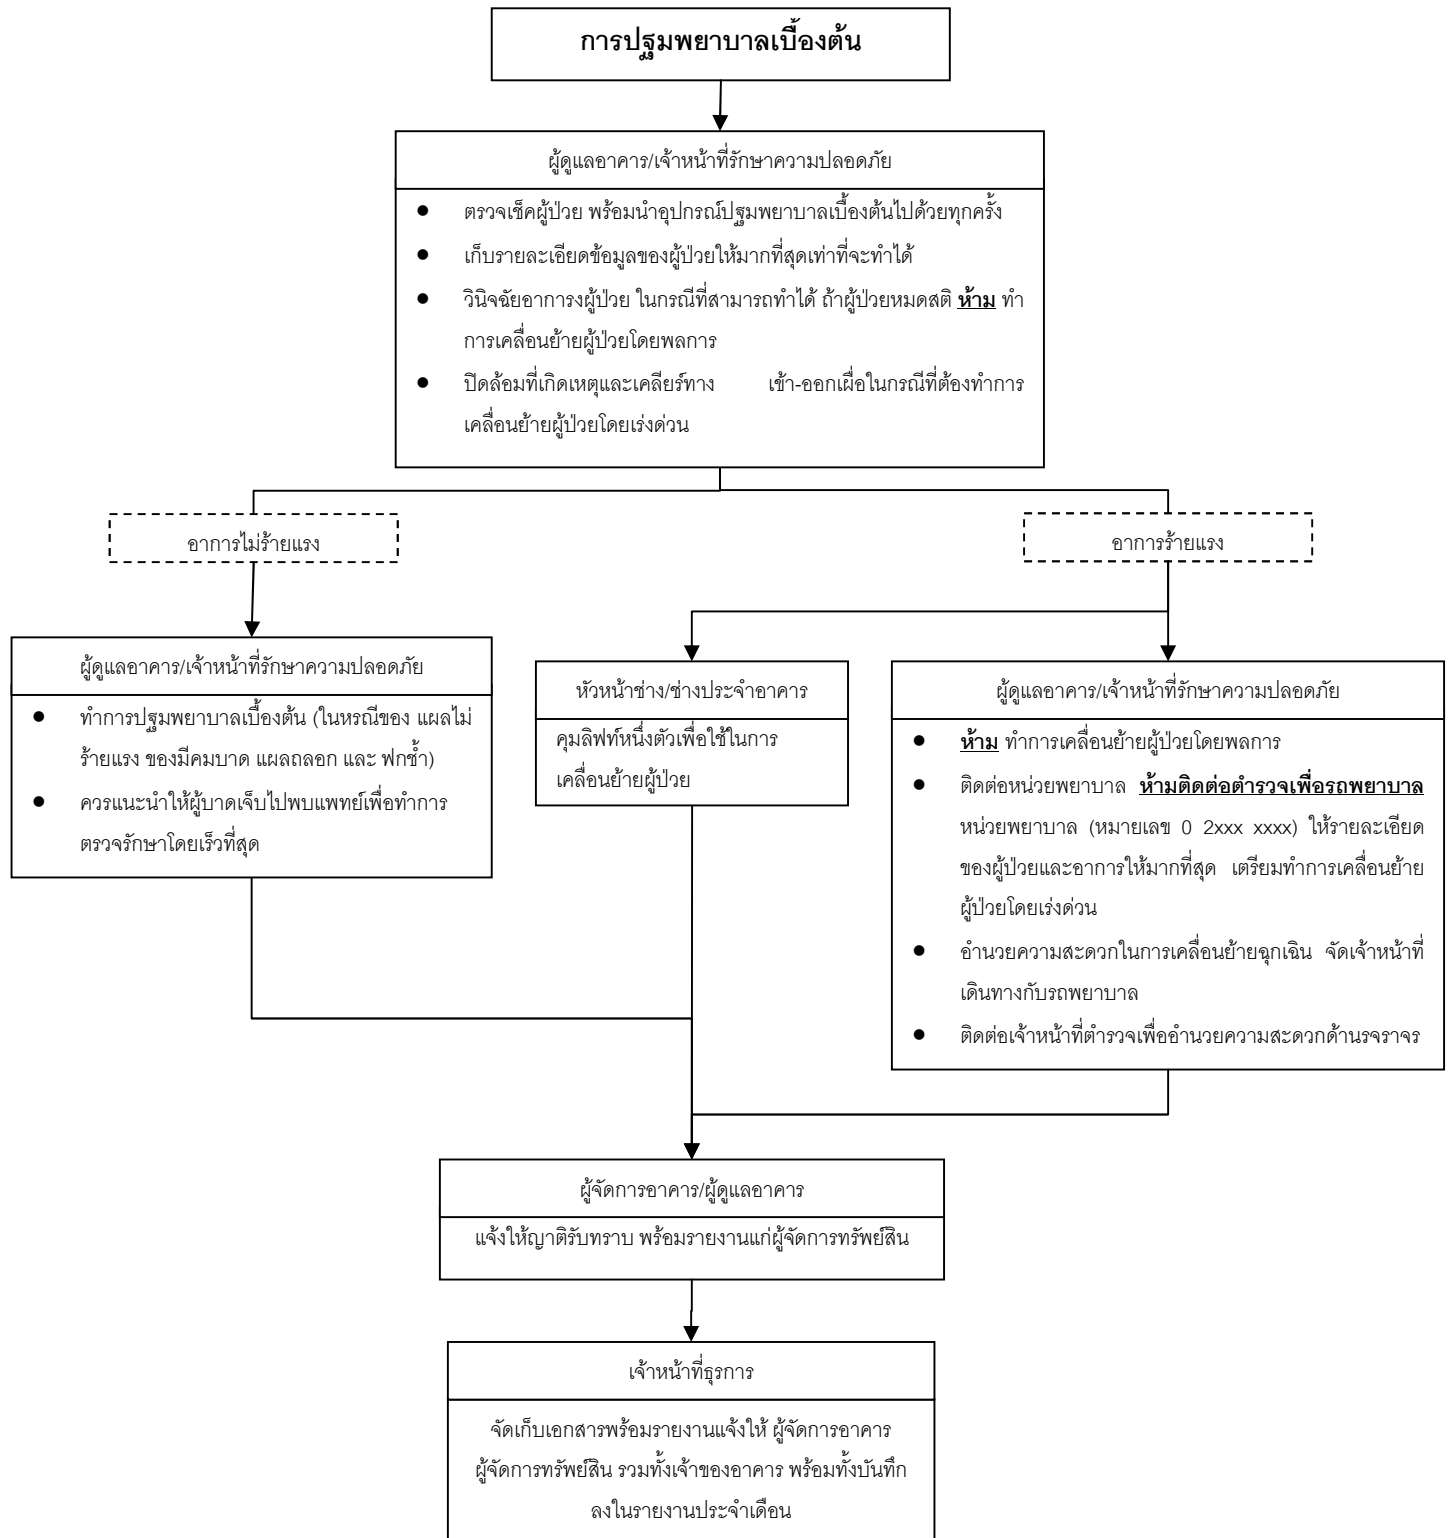 การปฐมพยาบาลเบื้องต้น
ผู้ดูแลอาคาร/เจ้าหน้าที่รักษาความปลอดภัย
● ตรวจเช็คผู้ป่วย พร้อมนำอุปกรณ์ปฐมพยาบาลเบื้องต้นไปด้วยทุกครั้ง
● เก็บรายละเอียดข้อมูลของผู้ป่วยให้มากที่สุดเท่าที่จะทำได้
● วินิจฉัยอาการงผู้ป่วย ในกรณีที่สามารถทำได้ ถ้าผู้ป่วยหมดสติ ห้าม ทำ
การเคลื่อนย้ายผู้ป่วยโดยพลการ
● ปิดล้อมที่เกิดเหตุและเคลียร์ทาง เข้า-ออกเผื่อในกรณีที่ต้องทำการ
เคลื่อนย้ายผู้ป่วยโดยเร่งด่วน
อาการไม่ร้ายแรง
อาการร้ายแรง
ผู้ดูแลอาคาร/เจ้าหน้าที่รักษาความปลอดภัย
● ทำการปฐมพยาบาลเบื้องต้น (ในหรณีของ แผลไม่
ร้ายแรง ของมีคมบาด แผลถลอก และ ฟกช้ำ)
● ควรแนะนำให้ผู้บาดเจ็บไปพบแพทย์เพื่อทำการ
ตรวจรักษาโดยเร็วที่สุด
หัวหน้าช่าง/ช่างประจำอาคาร
คุมลิฟท์หนึ่งตัวเพื่อใช้ในการ
เคลื่อนย้ายผู้ป่วย
ผู้ดูแลอาคาร/เจ้าหน้าที่รักษาความปลอดภัย
● ห้าม ทำการเคลื่อนย้ายผู้ป่วยโดยพลการ
● ติดต่อหน่วยพยาบาล ห้ามติดต่อตำรวจเพื่อรถพยาบาล
หน่วยพยาบาล (หมายเลข 0 2xxx xxxx) ให้รายละเอียด
ของผู้ป่วยและอาการให้มากที่สุด เตรียมทำการเคลื่อนย้าย
ผู้ป่วยโดยเร่งด่วน
● อำนวยความสะดวกในการเคลื่อนย้ายฉุกเฉิน จัดเจ้าหน้าที่
เดินทางกับรถพยาบาล
● ติดต่อเจ้าหน้าที่ตำรวจเพื่ออำนวยความสะดวกด้านรจราจร
ผู้จัดการอาคาร/ผู้ดูแลอาคาร
แจ้งให้ญาติรับทราบ พร้อมรายงานแก่ผู้จัดการทรัพย์สิน
เจ้าหน้าที่ธุรการ
จัดเก็บเอกสารพร้อมรายงานแจ้งให้ ผู้จัดการอาคาร
ผู้จัดการทรัพย์สิน รวมทั้งเจ้าของอาคาร พร้อมทั้งบันทึก
ลงในรายงานประจำเดือน